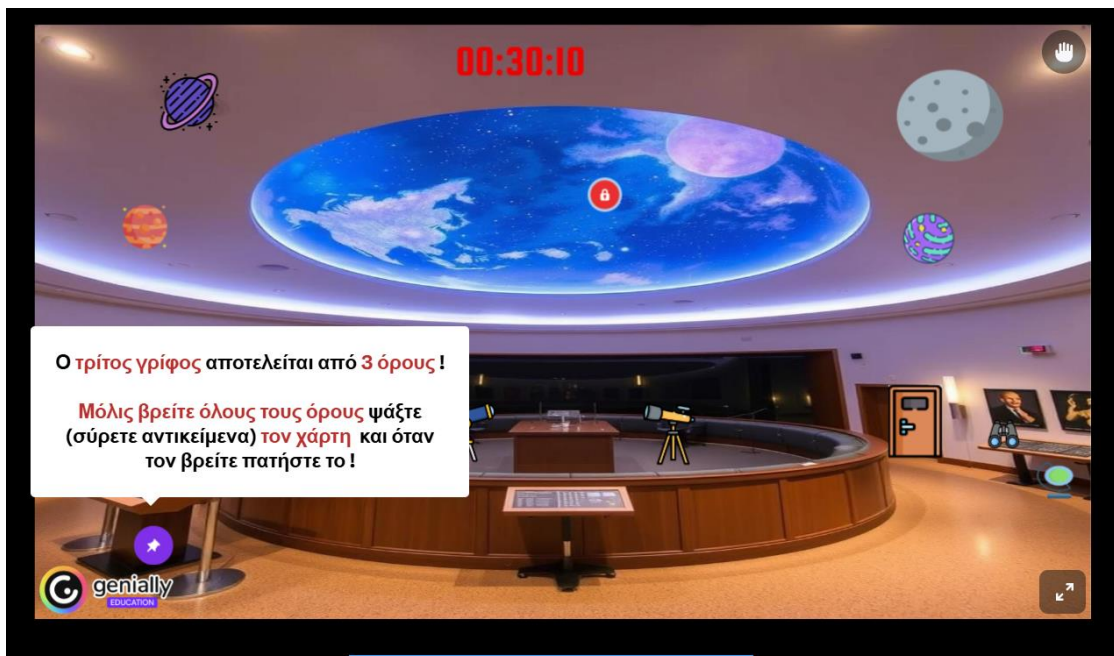 00:30:10
Ο τρίτος γρίφος αποτελείται από 3 όρους !
Μόλις βρείτε όλους τους όρους ψάξτε
(σύρετε αντικείμενα) τον χάρτη και όταν
τον βρείτε πατήστε το !
genially
EDUCATION